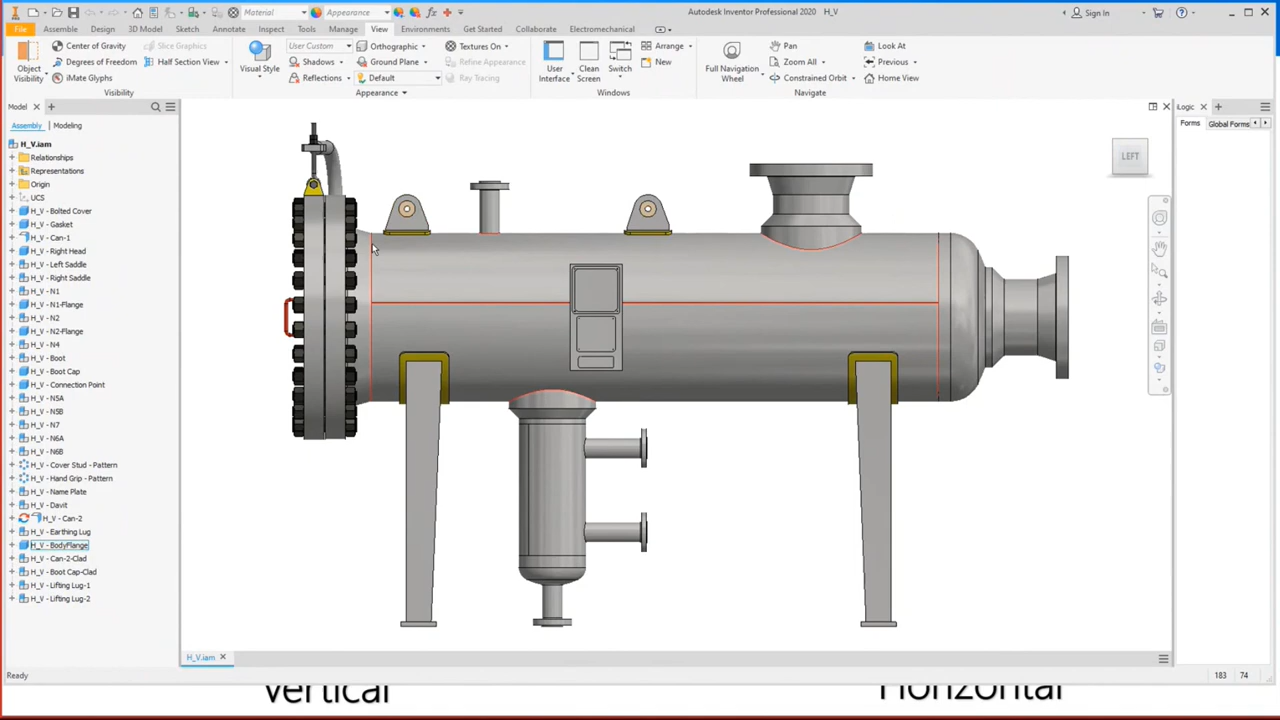 Material
Appearance
Autodesk Inventor Professional 2020 H_V
Sign In
File Assemble Design 3D Model Sketch Annotate Inspect Tools Manage View Environments Get Started Collaborate Electromechanical
Object Visibility
Center of Gravity
Degrees of Freedom
iMate Glyphs
Slice Graphics
Half Section View
Visibility
Visual Style
User Custom
Shadows
Reflections
Orthographic
Ground Plane
Default
Textures On
Refine Appearance
Ray Tracing
Appearance
User Interface
Clean Screen
Switch
Arrange
New
Windows
Full Navigation Wheel
Pan
Zoom All
Constrained Orbit
Look At
Previous
Home View
Navigate
Model
Assembly Modeling
H_V.iam
Relationships
Representations
Origin
UCS
H_V - Bolted Cover
H_V - Gasket
H_V - Can-1
H_V - Right Head
H_V - Left Saddle
H_V - Right Saddle
H_V - N1
H_V - N1-Flange
H_V - N2
H_V - N2-Flange
H_V - N4
H_V - Boot
H_V - Boot Cap
H_V - Connection Point
H_V - N5A
H_V - N5B
H_V - N7
H_V - N6A
H_V - N6B
H_V - Cover Stud - Pattern
H_V - Hand Grip - Pattern
H_V - Name Plate
H_V - Davit
H_V - Can-2
H_V - Earthing Lug
H_V - BodyFlange
H_V - Can-2-Clad
H_V - Boot Cap-Clad
H_V - Lifting Lug-1
H_V - Lifting Lug-2
LEFT
iLogic
Forms Global Forms
H_V.iam
Ready
183 74
Vertical
Horizontal